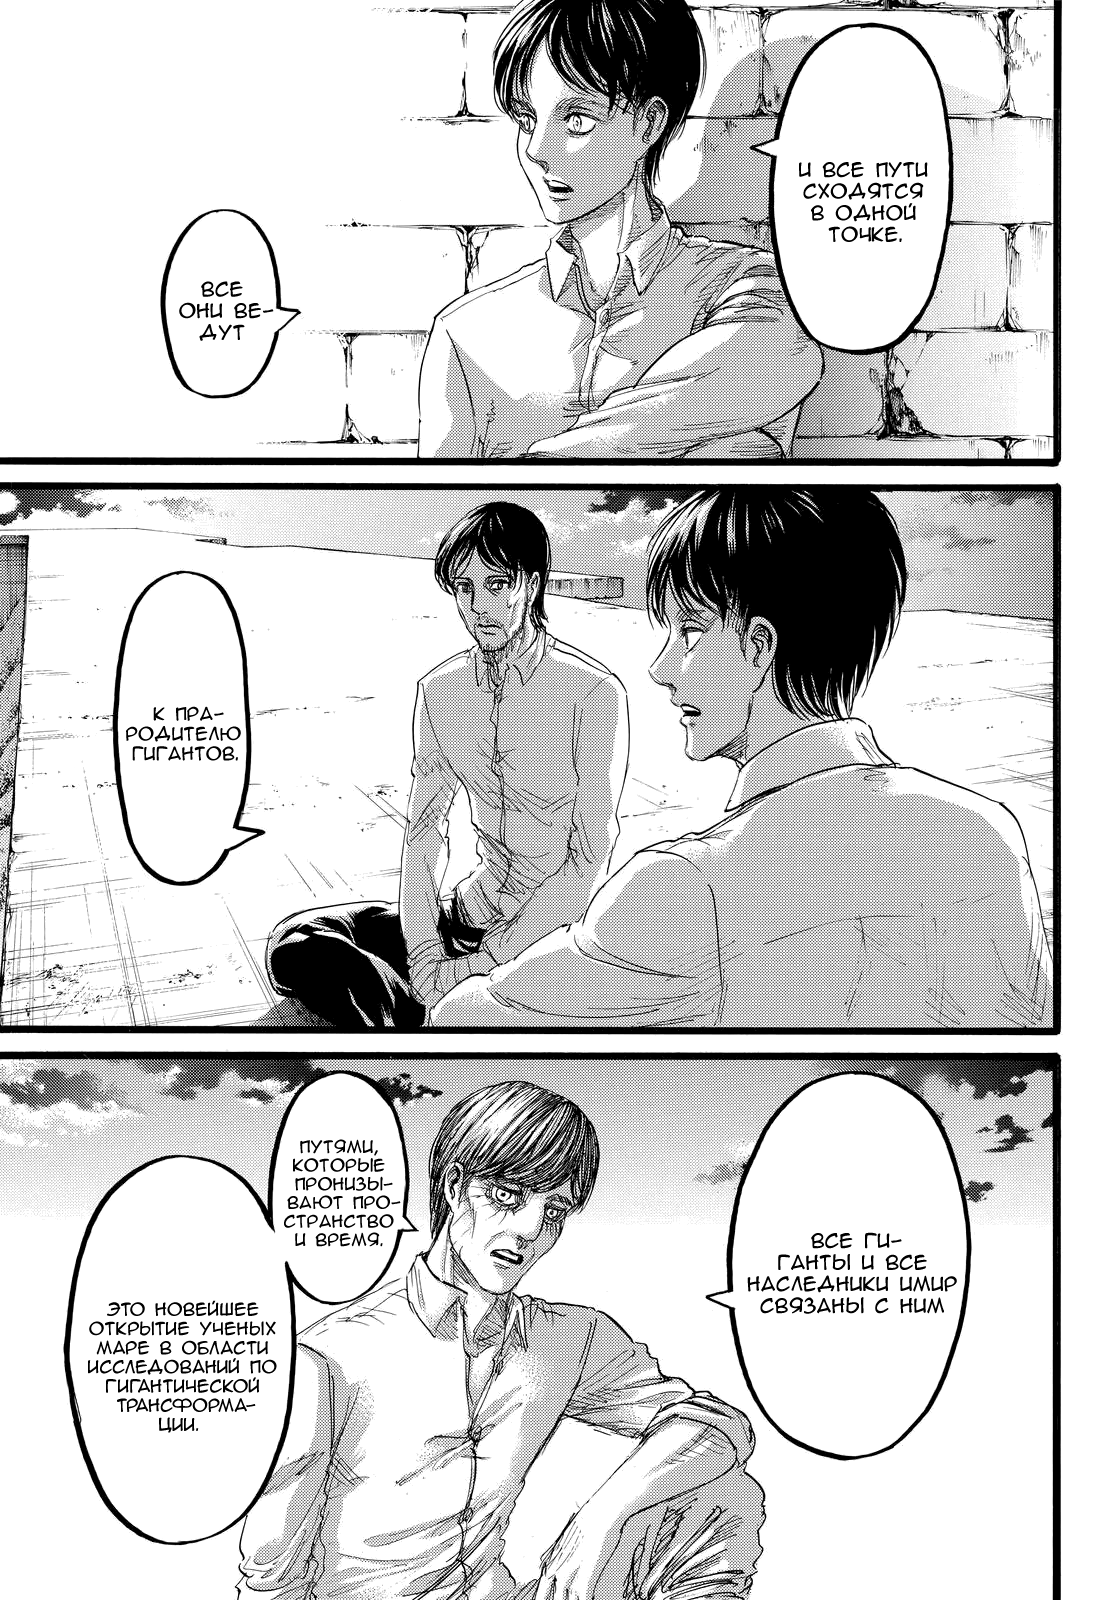 И ВСЕ ПУТИ
СХОДЯТСЯ
В ОДНОЙ
ТОЧКЕ.
ВСЕ
ОНИ ВЕ-
ДУТ
К ПРА-
РОДИТЕЛЮ
ГИГАНТОВ.
ВСЕ ГИ-
ГАНТЫ И ВСЕ
НАСЛЕДНИКИ ИМИР
СВЯЗАНЫ С НИМ
ПУТЯМИ,
КОТОРЫЕ
ПРОНИЗЫ-
ВАЮТ ПРО-
СТРАНСТВО
И ВРЕМЯ.
ЭТО НОВЕЙШЕЕ
ОТКРЫТИЕ УЧЕНЫХ
МАРЕ В ОБЛАСТИ
ИССЛЕДОВАНИЙ ПО
ГИГАНТИЧЕСКОЙ
ТРАНСФОРМА-
ЦИИ.